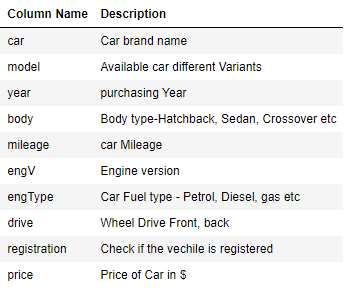 Column Name Description
car Car brand name
model Available car different Variants
year purchasing Year
body Body type-Hatchback, Sedan, Crossover etc
mileage car Mileage
engV Engine version
engType Car Fuel type - Petrol, Diesel, gas etc
drive Wheel Drive Front, back
registration Check if the vechile is registered
price Price of Car in $